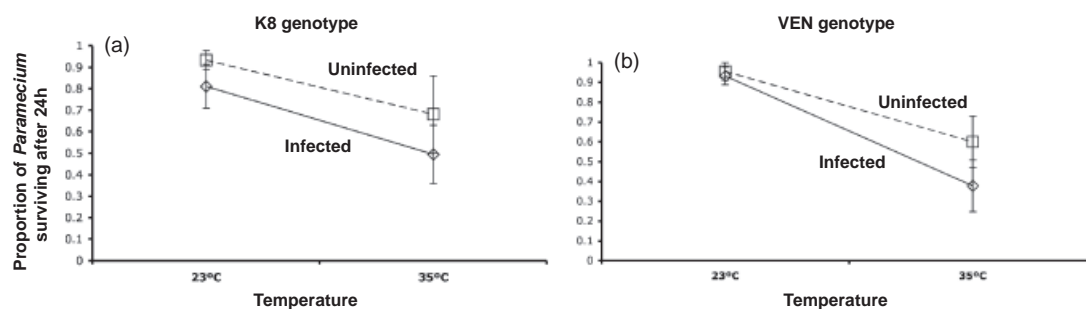 K8 genotype
(a)
Proportion of Paramecium
surviving after 24h
1
0.9
0.8
0.7
0.6
0.5
0.4
0.3
0.2
0.1
0
Uninfected
Infected
23ºC
35ºC
Temperature
VEN genotype
(b)
1
0.9
0.8
0.7
0.6
0.5
0.4
0.3
0.2
0.1
0
Uninfected
Infected
23ºC
35ºC
Temperature